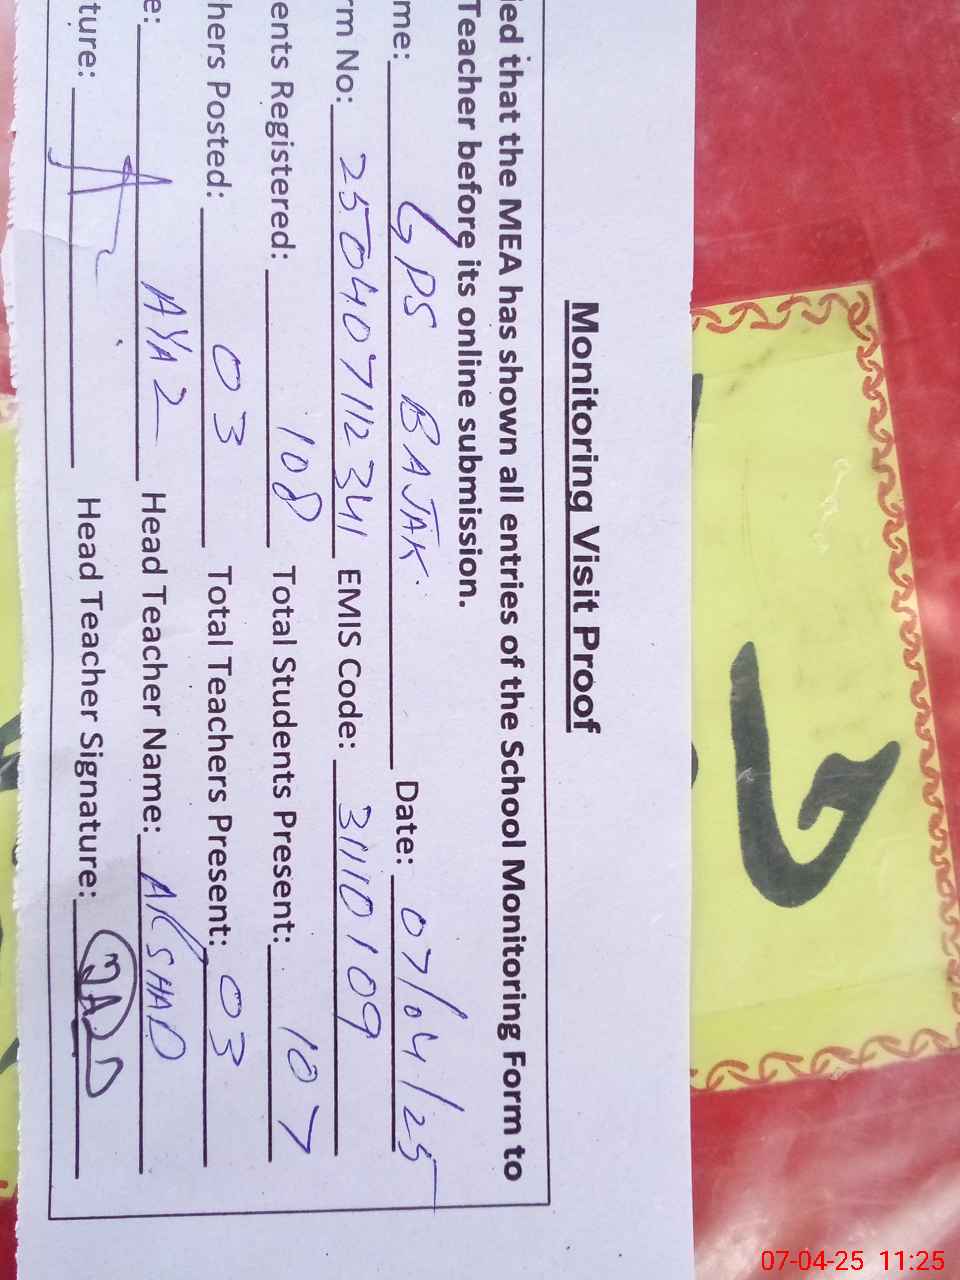 Monitoring Visit Proof
ied that the MEA has shown all entries of the School Monitoring Form to
Teacher before its online submission.
me: GPS BAJAK. Date: 07/04/25
rm No: 250407112341 EMIS Code: 31110109
ents Registered: 108 Total Students Present: 107
hers Posted: 03 Total Teachers Present: 03
e: AYAZ Head Teacher Name: ARSHAD
ture: Head Teacher Signature:
07-04-25 11:25